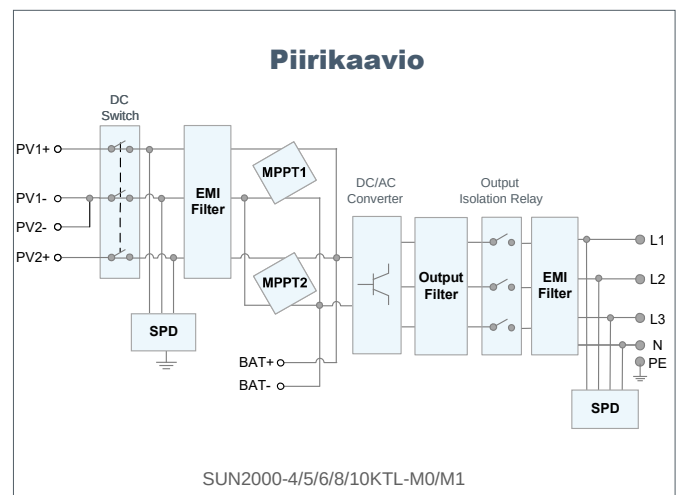 Piirikaavio
DC
Switch
PV1+
PV1-
PV2-
PV2+
EMI
Filter
SPD
MPPT1
MPPT2
BAT+
BAT-
DC/AC
Converter
Output
Filter
Output
Isolation Relay
EMI
Filter
L1
L2
L3
N
PE
SPD
SUN2000-4/5/6/8/10KTL-M0/M1